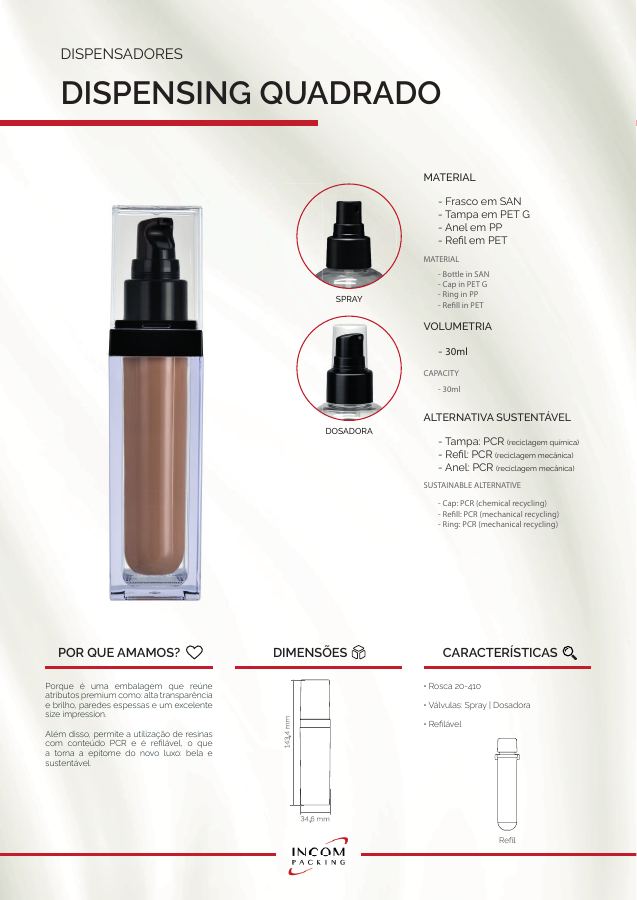 DISPENSADORES
DISPENSING QUADRADO
SPRAY
DOSADORA
MATERIAL
- Frasco em SAN
- Tampa em PET G
- Anel em PP
- Refil em PET
MATERIAL
- Bottle in SAN
- Cap in PET G
- Ring in PP
- Refill in PET
VOLUMETRIA
- 30ml
CAPACITY
- 30ml
ALTERNATIVA SUSTENTÁVEL
- Tampa: PCR (reciclagem química)
- Refil: PCR (reciclagem mecânica)
- Anel: PCR (reciclagem mecânica)
SUSTAINABLE ALTERNATIVE
- Cap: PCR (chemical recycling)
- Refill: PCR (mechanical recycling)
- Ring: PCR (mechanical recycling)
POR QUE AMAMOS?
Porque é uma embalagem que reúne
atributos premium como: alta transparência
e brilho, paredes espessas e um excelente
size impression.
Além disso, permite a utilização de resinas
com conteúdo PCR e é refilável, o que
a torna a epítome do novo luxo: bela e
sustentável.
DIMENSÕES
143,4 mm
34,6 mm
CARACTERÍSTICAS
• Rosca 20-410
• Válvulas: Spray | Dosadora
• Refilável
Refil
INCOM
PACKING